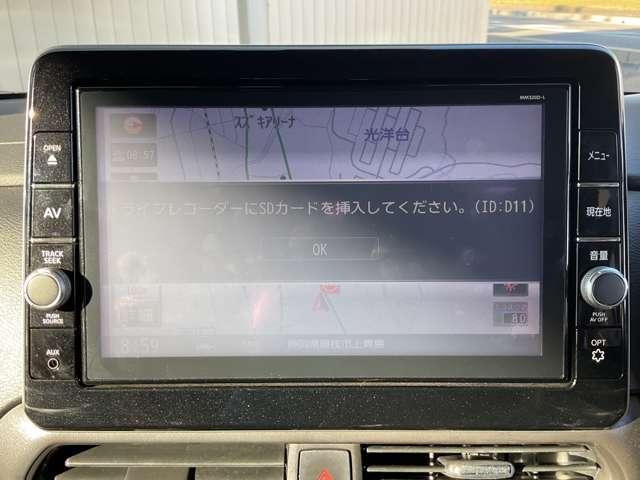 MM320D-L
OPEN
AV
TRACK
SEEK
PUSH
SOURCE
AUX
スズキアリーナ
光洋台
08:57
ライブレコーダーにSDカードを挿入してください。(ID:D11)
OK
80
8:59
メニュー
現在地
音量
PUSH
AV OFF
OPT